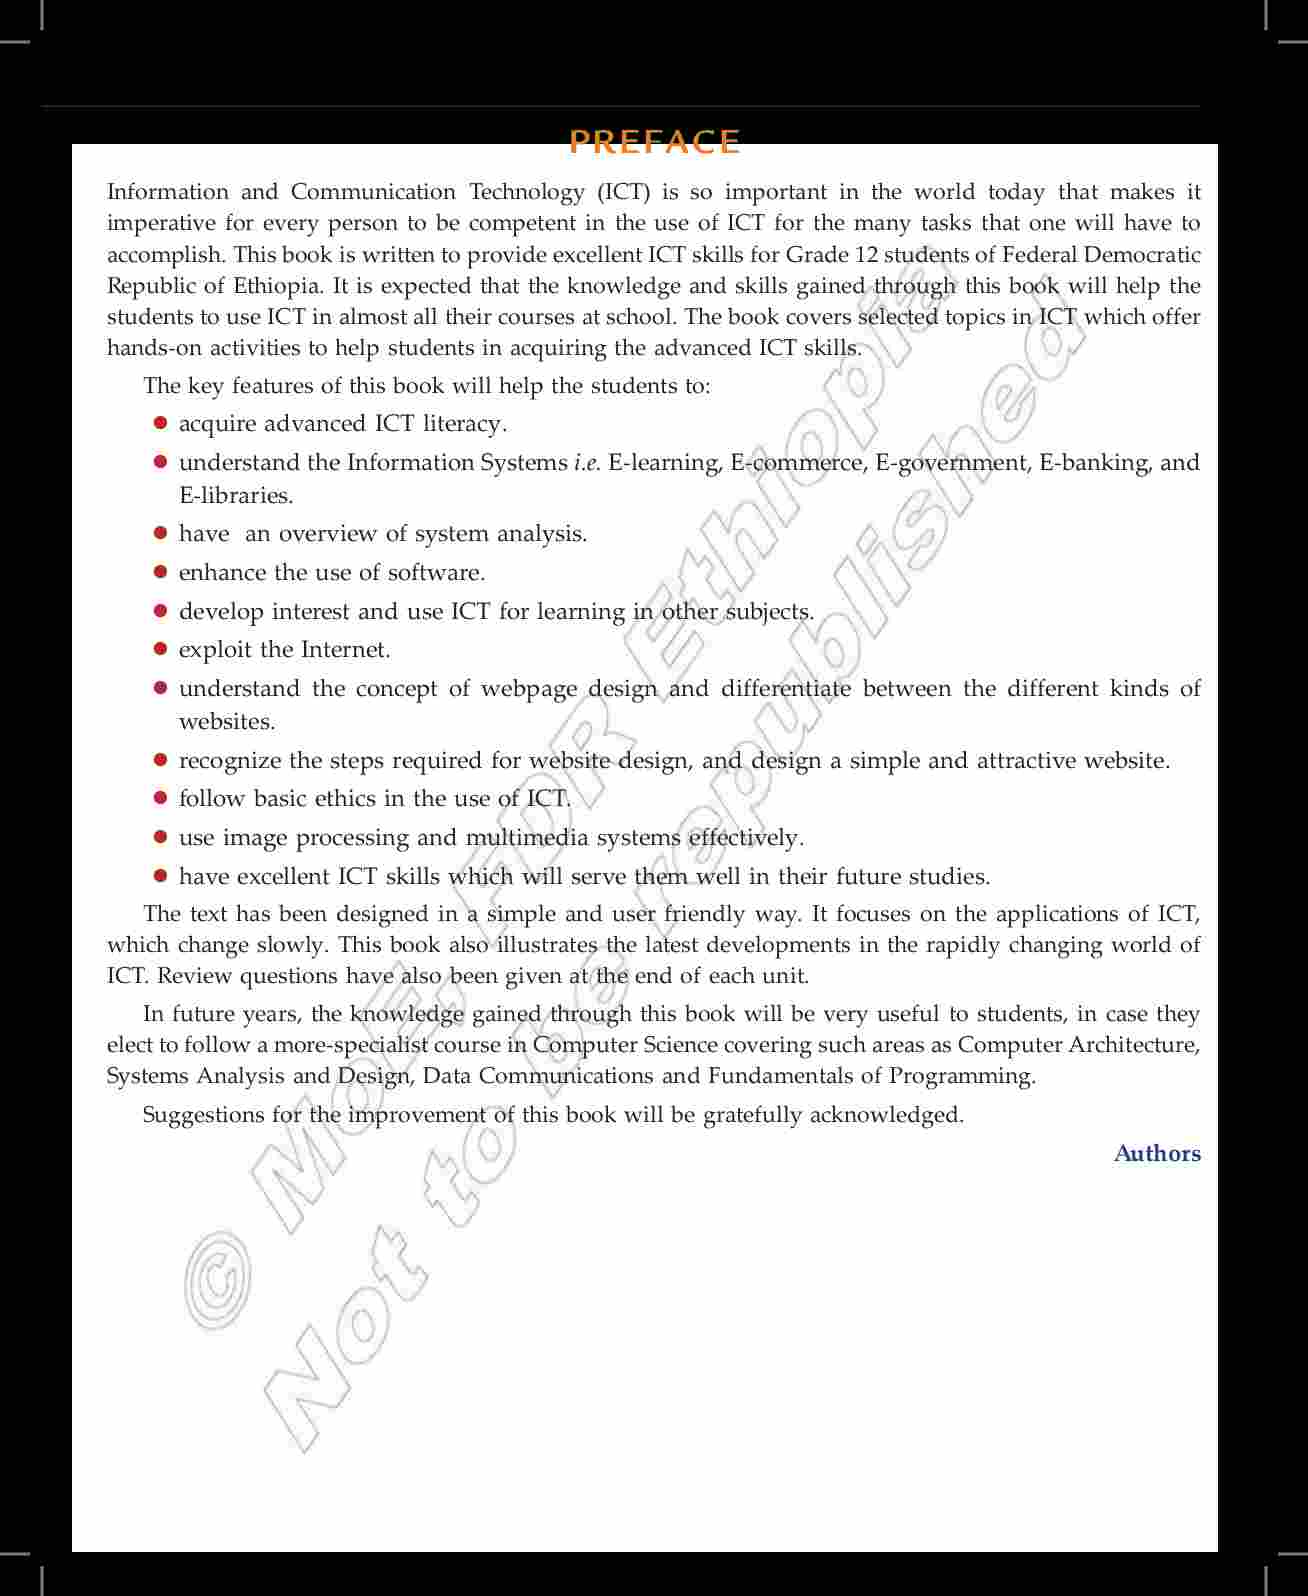 PREFACE
Information and Communication Technology (ICT) is so important in the world today that makes it
imperative for every person to be competent in the use of ICT for the many tasks that one will have to
accomplish. This book is written to provide excellent ICT skills for Grade 12 students of Federal Democratic
Republic of Ethiopia. It is expected that the knowledge and skills gained through this book will help the
students to use ICT in almost all their courses at school. The book covers selected topics in ICT which offer
hands-on activities to help students in acquiring the advanced ICT skills.
The key features of this book will help the students to:
● acquire advanced ICT literacy.
● understand the Information Systems i.e. E-learning, E-commerce, E-government, E-banking, and
E-libraries.
● have an overview of system analysis.
● enhance the use of software.
● develop interest and use ICT for learning in other subjects.
● exploit the Internet.
● understand the concept of webpage design and differentiate between the different kinds of
websites.
● recognize the steps required for website design, and design a simple and attractive website.
● follow basic ethics in the use of ICT.
● use image processing and multimedia systems effectively.
● have excellent ICT skills which will serve them well in their future studies.
The text has been designed in a simple and user friendly way. It focuses on the applications of ICT,
which change slowly. This book also illustrates the latest developments in the rapidly changing world of
ICT. Review questions have also been given at the end of each unit.
In future years, the knowledge gained through this book will be very useful to students, in case they
elect to follow a more-specialist course in Computer Science covering such areas as Computer Architecture,
Systems Analysis and Design, Data Communications and Fundamentals of Programming.
Suggestions for the improvement of this book will be gratefully acknowledged.
Authors
© MoE, FDR Ethiopia
Not to be republished